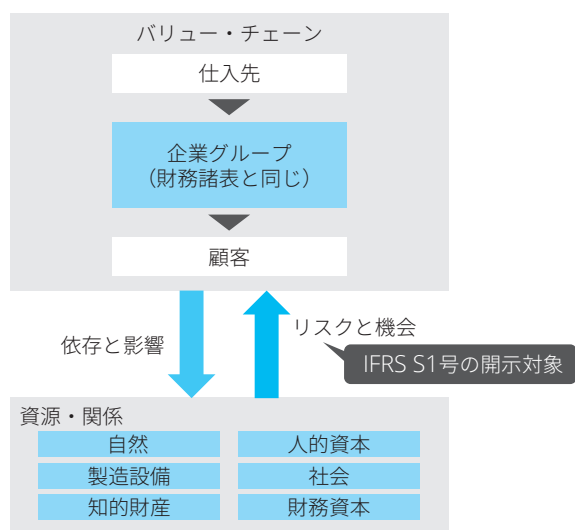 バリュー・チェーン
仕入先
企業グループ
（財務諸表と同じ）
顧客
依存と影響
リスクと機会
IFRS S1号の開示対象
資源・関係
自然
人的資本
製造設備
社会
知的財産
財務資本